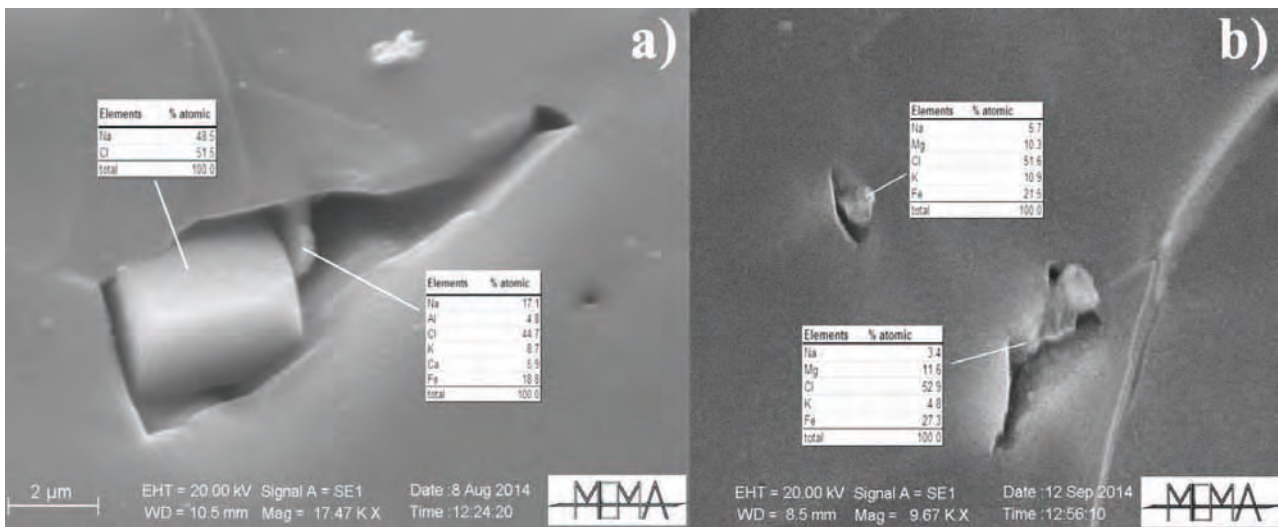 a)
Elements % atomic
Na 48.5
Cl 51.5
total 100.0
Elements % atomic
Na 17.1
Al 4.8
Cl 44.7
K 8.7
Ca 5.9
Fe 18.8
total 100.0
2 µm
EHT = 20.00 kV Signal A = SE1 Date :8 Aug 2014
WD = 10.5 mm Mag = 17.47 K X Time :12:24:20
MEMA
b)
Elements % atomic
Na 5.7
Mg 10.3
Cl 51.6
K 10.9
Fe 21.5
total 100.0
Elements % atomic
Na 3.4
Mg 11.6
Cl 52.9
K 4.8
Fe 27.3
total 100.0
EHT = 20.00 kV Signal A = SE1 Date :12 Sep 2014
WD = 8.5 mm Mag = 9.67 K X Time :12:56:10
MEMA